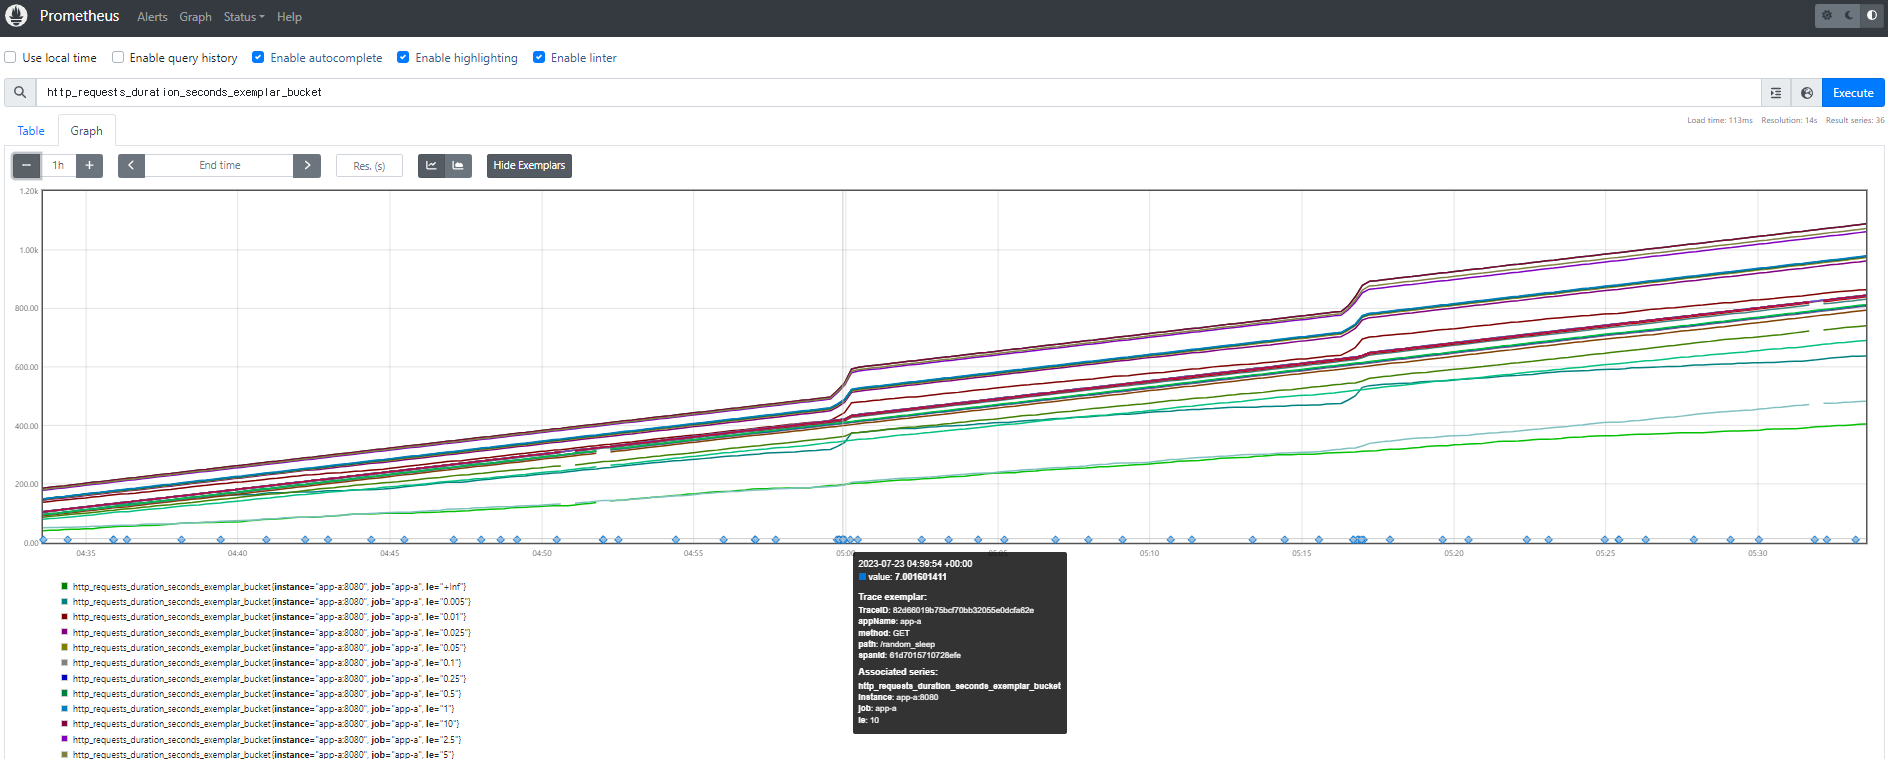 Prometheus Alerts Graph Status Help
Use local time Enable query history Enable autocomplete Enable highlighting Enable linter
http_requests_duration_seconds_exemplar_bucket Execute
Table Graph
Load time: 113ms Resolution: 14s Result series: 36
− 1h + End time Res. (s) Hide Exemplars
1.20k
1.00k
800.00
600.00
400.00
200.00
0.00
04:35 04:40 04:45 04:50 04:55 05:00 05:05 05:10 05:15 05:20 05:25 05:30
2023-07-23 04:59:54 +00:00
value: 7.001601411
Trace exemplar:
TraceID: 82d66019b75bcf70bb32055e0dcfa62e
appName: app-a
method: GET
path: /random_sleep
spanId: 61d7015710728efe
Associated series:
http_requests_duration_seconds_exemplar_bucket
instance: app-a:8080
job: app-a
le: 10
http_requests_duration_seconds_exemplar_bucket{instance="app-a:8080", job="app-a", le="+Inf"}
http_requests_duration_seconds_exemplar_bucket{instance="app-a:8080", job="app-a", le="0.005"}
http_requests_duration_seconds_exemplar_bucket{instance="app-a:8080", job="app-a", le="0.01"}
http_requests_duration_seconds_exemplar_bucket{instance="app-a:8080", job="app-a", le="0.025"}
http_requests_duration_seconds_exemplar_bucket{instance="app-a:8080", job="app-a", le="0.05"}
http_requests_duration_seconds_exemplar_bucket{instance="app-a:8080", job="app-a", le="0.1"}
http_requests_duration_seconds_exemplar_bucket{instance="app-a:8080", job="app-a", le="0.25"}
http_requests_duration_seconds_exemplar_bucket{instance="app-a:8080", job="app-a", le="0.5"}
http_requests_duration_seconds_exemplar_bucket{instance="app-a:8080", job="app-a", le="1"}
http_requests_duration_seconds_exemplar_bucket{instance="app-a:8080", job="app-a", le="10"}
http_requests_duration_seconds_exemplar_bucket{instance="app-a:8080", job="app-a", le="2.5"}
http_requests_duration_seconds_exemplar_bucket{instance="app-a:8080", job="app-a", le="5"}